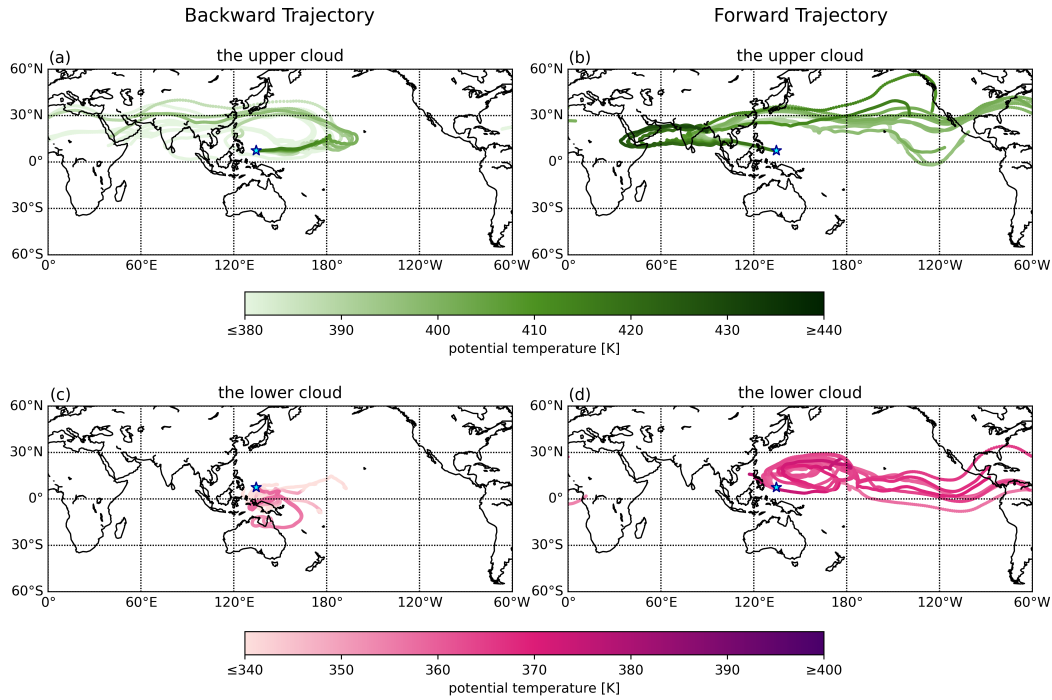 Backward Trajectory
Forward Trajectory
(a)
the upper cloud
60°N
30°N
0°
30°S
60°S
0°
60°E
120°E
180°
120°W
60°W
(b)
the upper cloud
60°N
30°N
0°
30°S
60°S
0°
60°E
120°E
180°
120°W
60°W
≤380
390
400
410
420
430
≥440
potential temperature [K]
(c)
the lower cloud
60°N
30°N
0°
30°S
60°S
0°
60°E
120°E
180°
120°W
60°W
(d)
the lower cloud
60°N
30°N
0°
30°S
60°S
0°
60°E
120°E
180°
120°W
60°W
≤340
350
360
370
380
390
≥400
potential temperature [K]